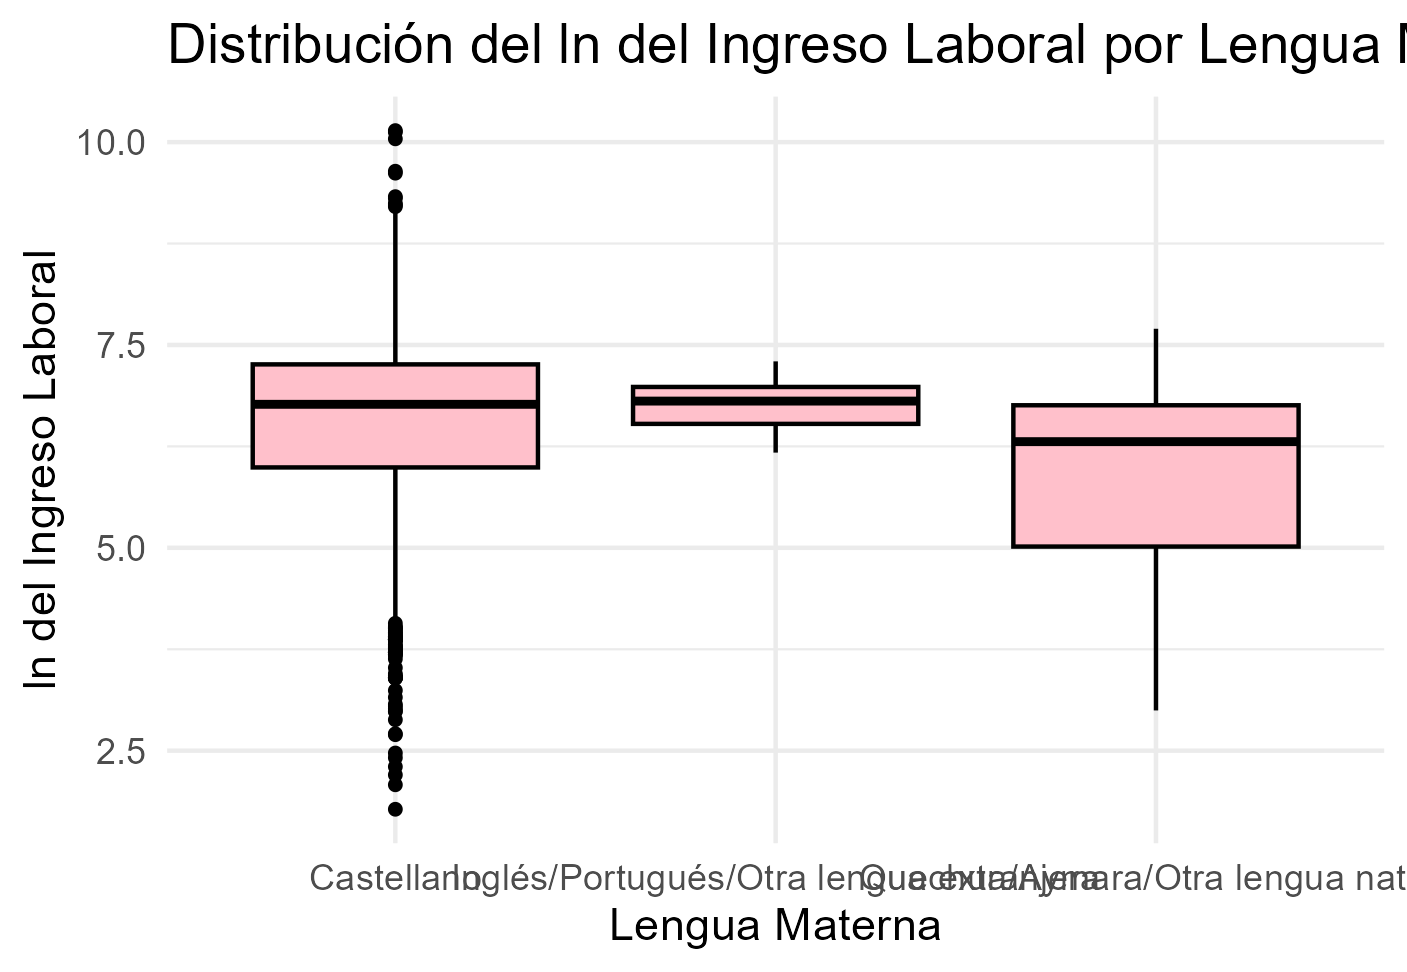 Distribución del ln del Ingreso Laboral por Lengua
ln del Ingreso Laboral
10.0
7.5
5.0
2.5
Castellano Inglés/Portugués/Otra lengua extranjera Quechua/Aymara/Otra lengua nat
Lengua Materna